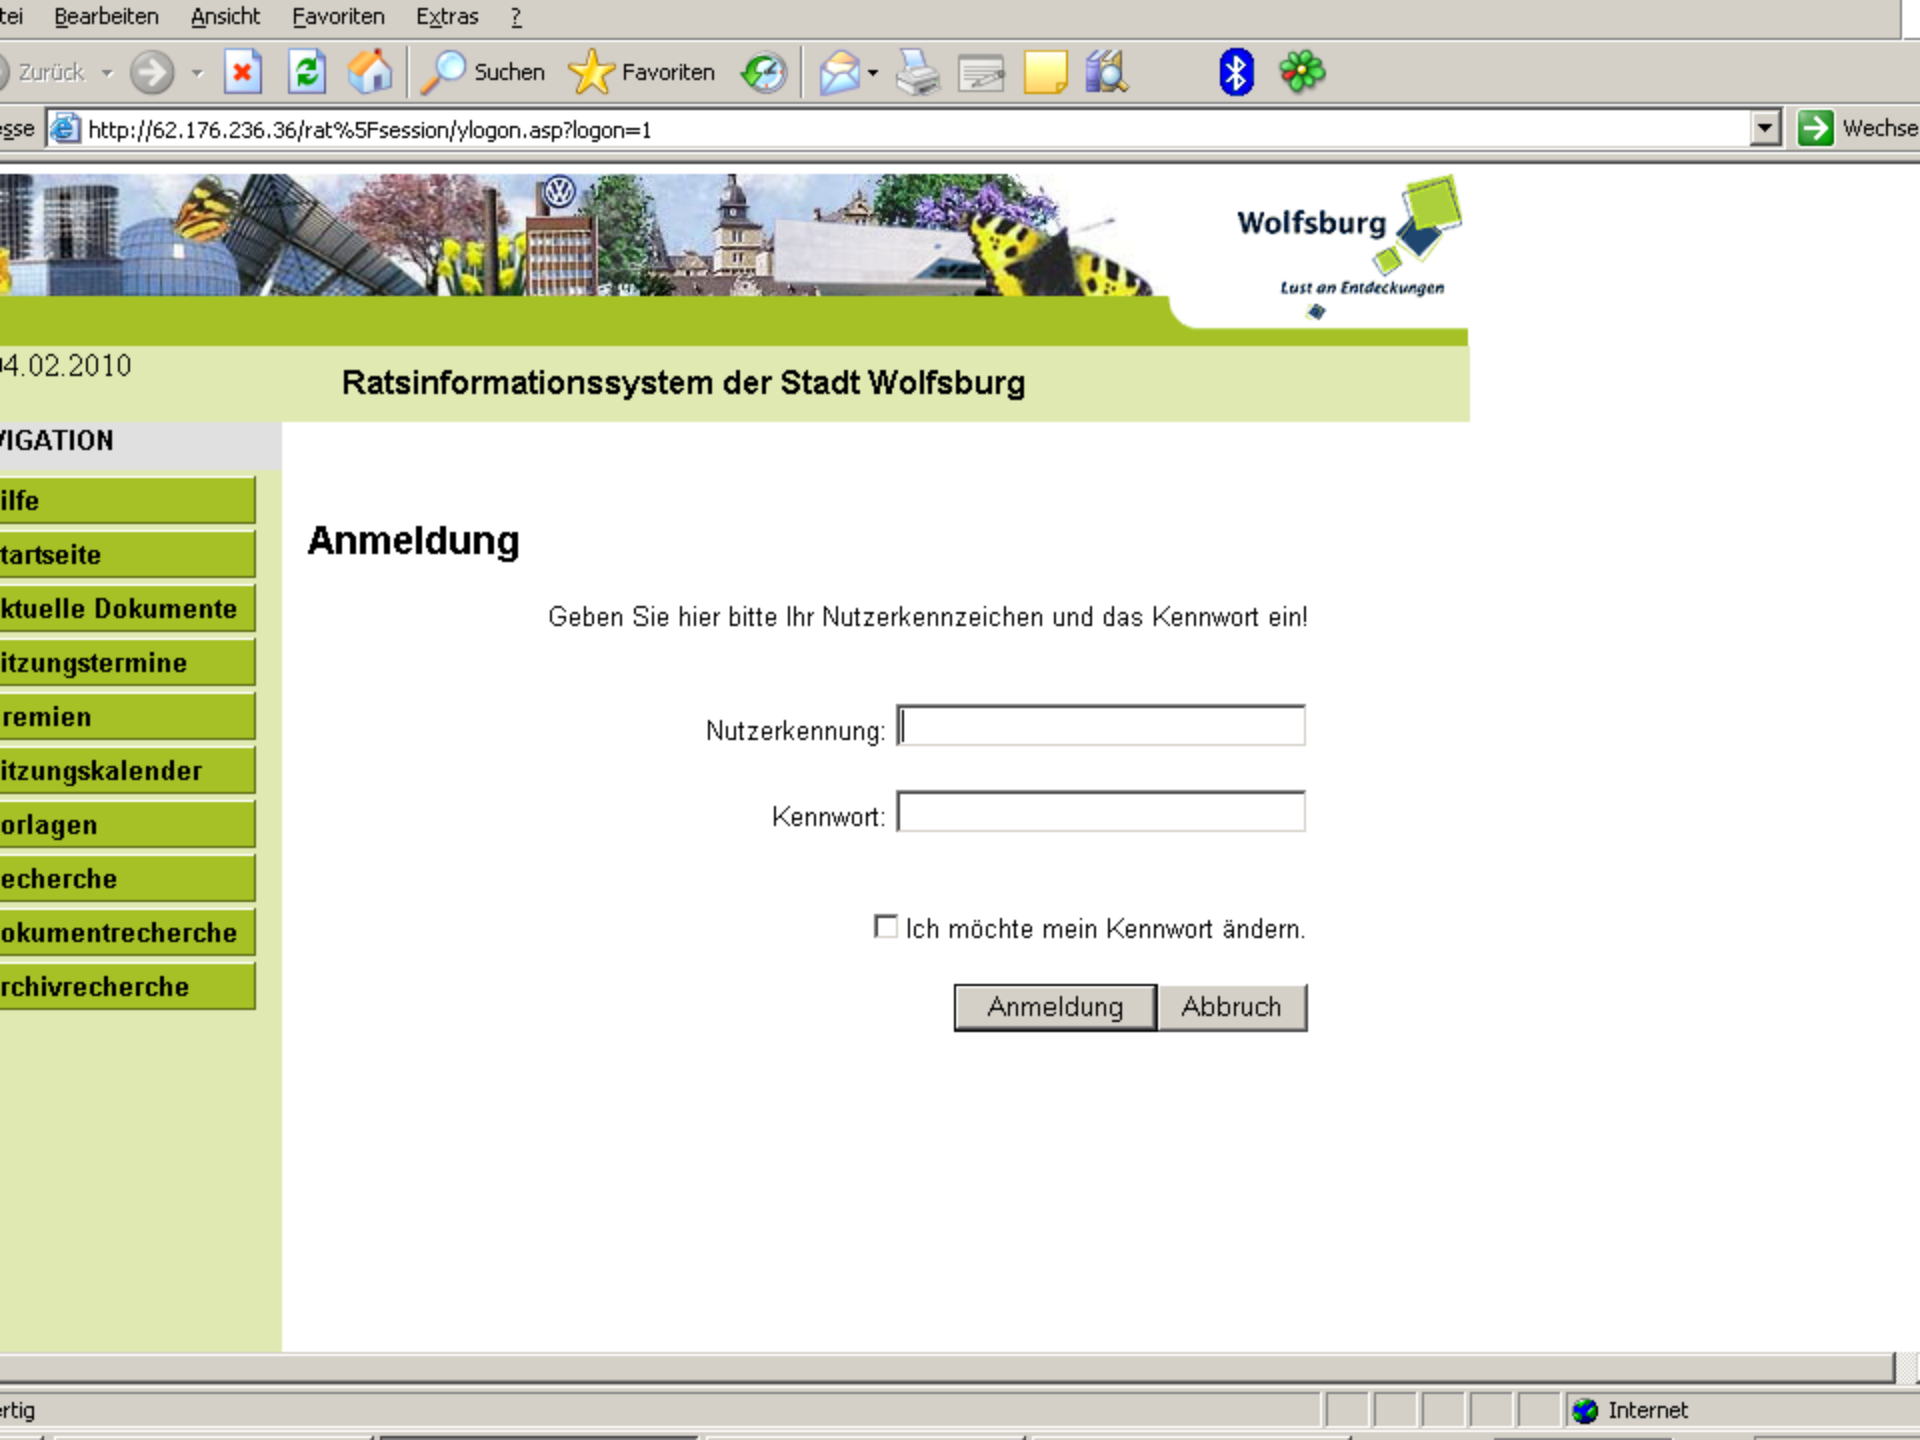 tei Bearbeiten Ansicht Favoriten Extras ?
Zurück Suchen Favoriten
esse http://62.176.236.36/rat%5Fsession/ylogon.asp?logon=1 Wechse
Wolfsburg
Lust an Entdeckungen
04.02.2010
Ratsinformationssystem der Stadt Wolfsburg
VIGATION
ilfe
tartseite
ktuelle Dokumente
itzungstermine
remien
itzungskalender
orlagen
echerche
okumentrecherche
rchivrecherche
Anmeldung
Geben Sie hier bitte Ihr Nutzerkennzeichen und das Kennwort ein!
Nutzerkennung:
Kennwort:
Ich möchte mein Kennwort ändern.
Anmeldung Abbruch
ertig Internet